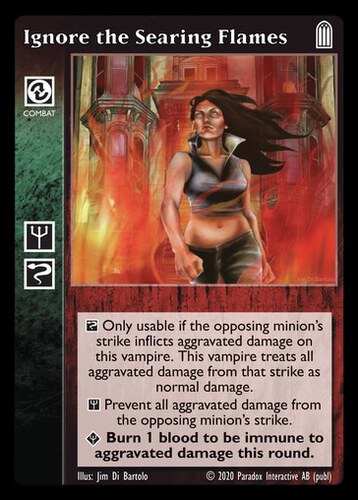 Ignore the Searing Flames
COMBAT
Jim Di Bartolo
Only usable if the opposing minion's
strike inflicts aggravated damage on
this vampire. This vampire treats all
aggravated damage from that strike as
normal damage.
Prevent all aggravated damage from
the opposing minion's strike.
Burn 1 blood to be immune to
aggravated damage this round.
Illus: Jim Di Bartolo © 2020 Paradox Interactive AB (publ)